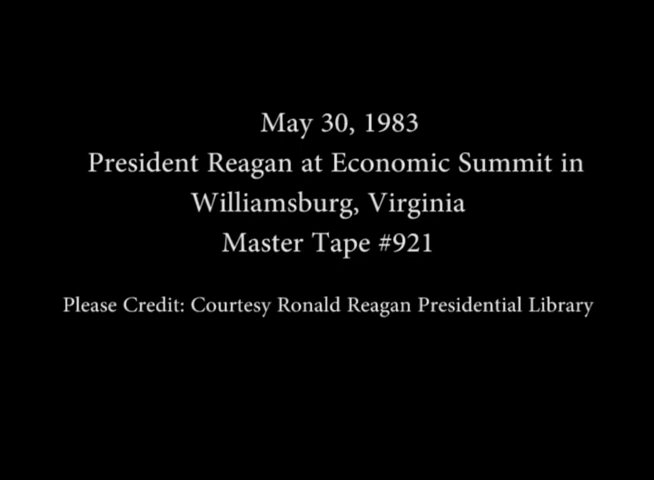 May 30, 1983
President Reagan at Economic Summit in
Williamsburg, Virginia
Master Tape #921
Please Credit: Courtesy Ronald Reagan Presidential Library